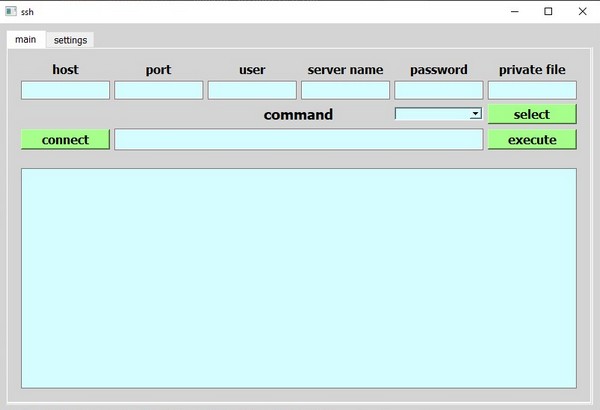 ssh
main settings
host port user server name password private file
command select
connect execute